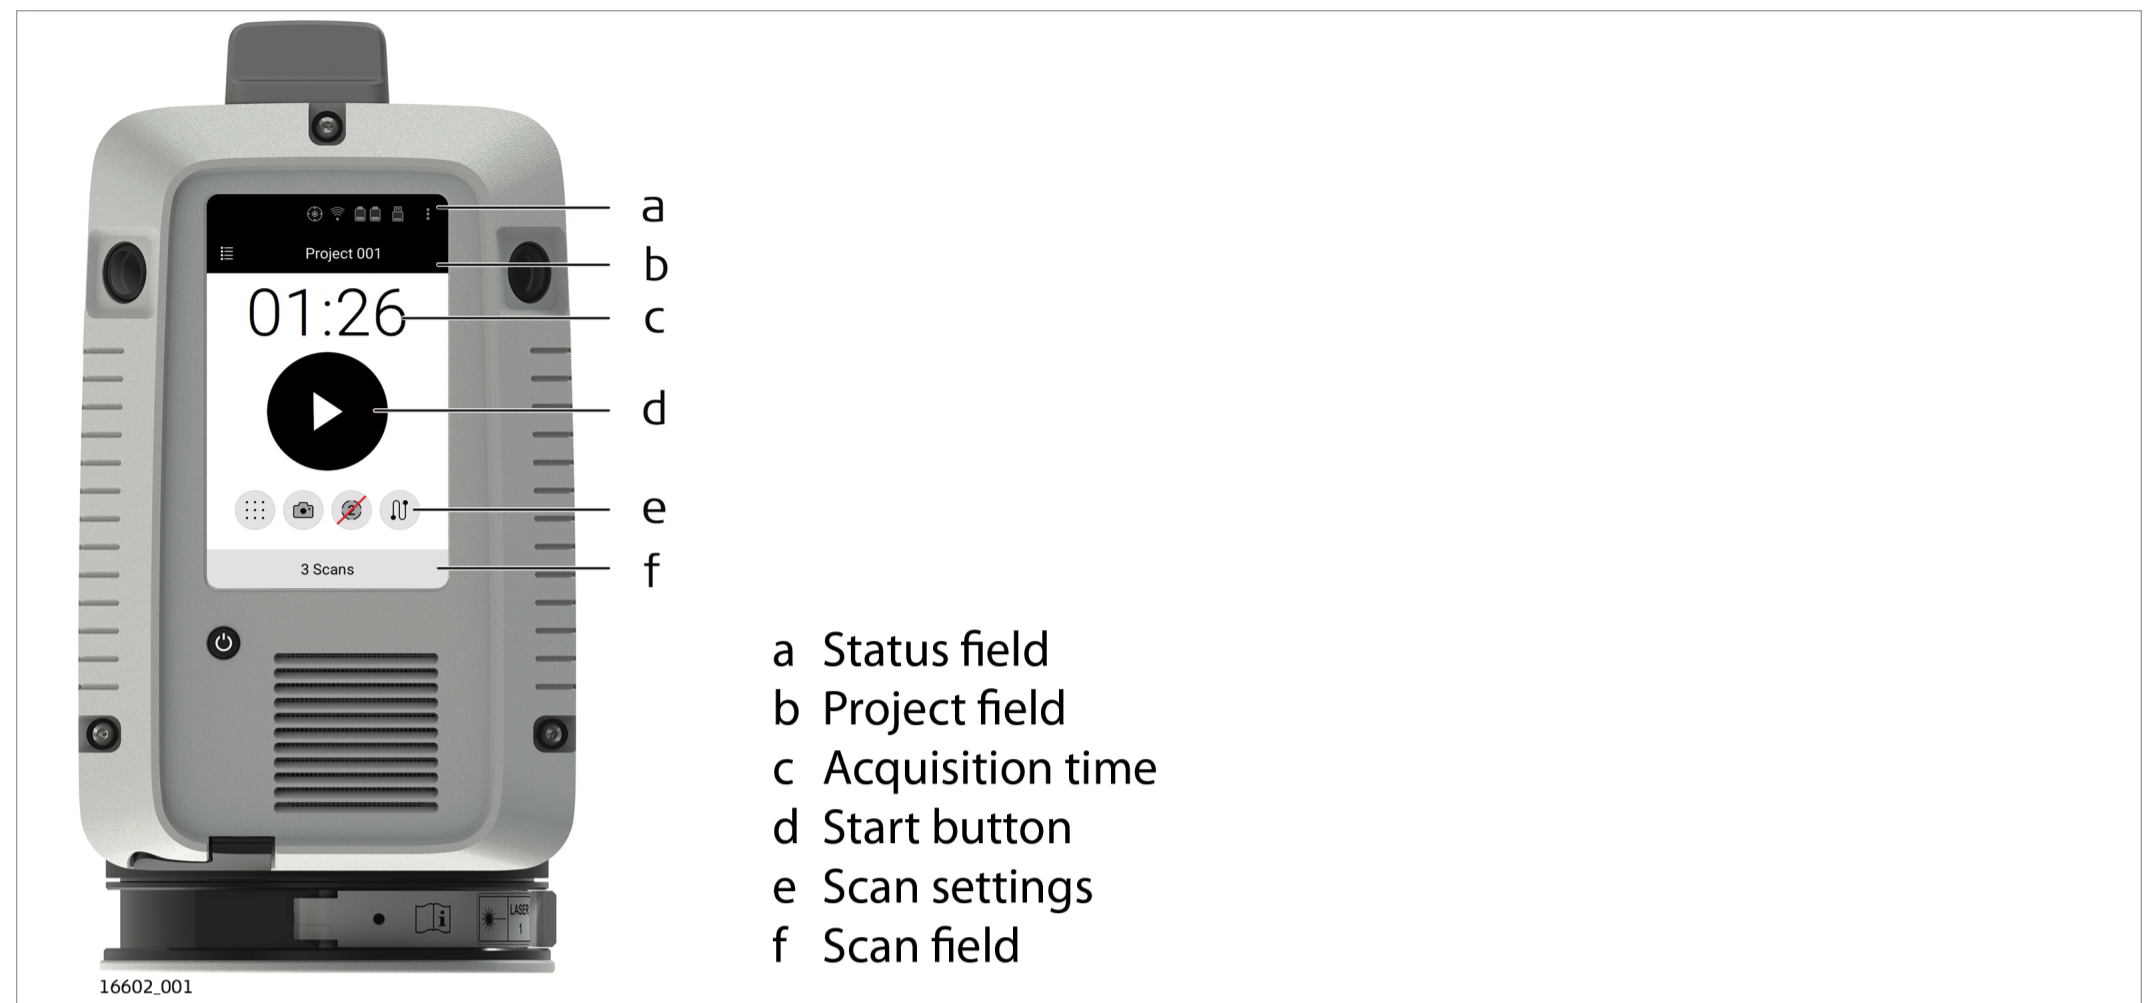 a
Project 001
b
01:26
c
d
2
e
3 Scans
f
a Status field
b Project field
c Acquisition time
d Start button
e Scan settings
f Scan field
i
LASER
1
16602_001